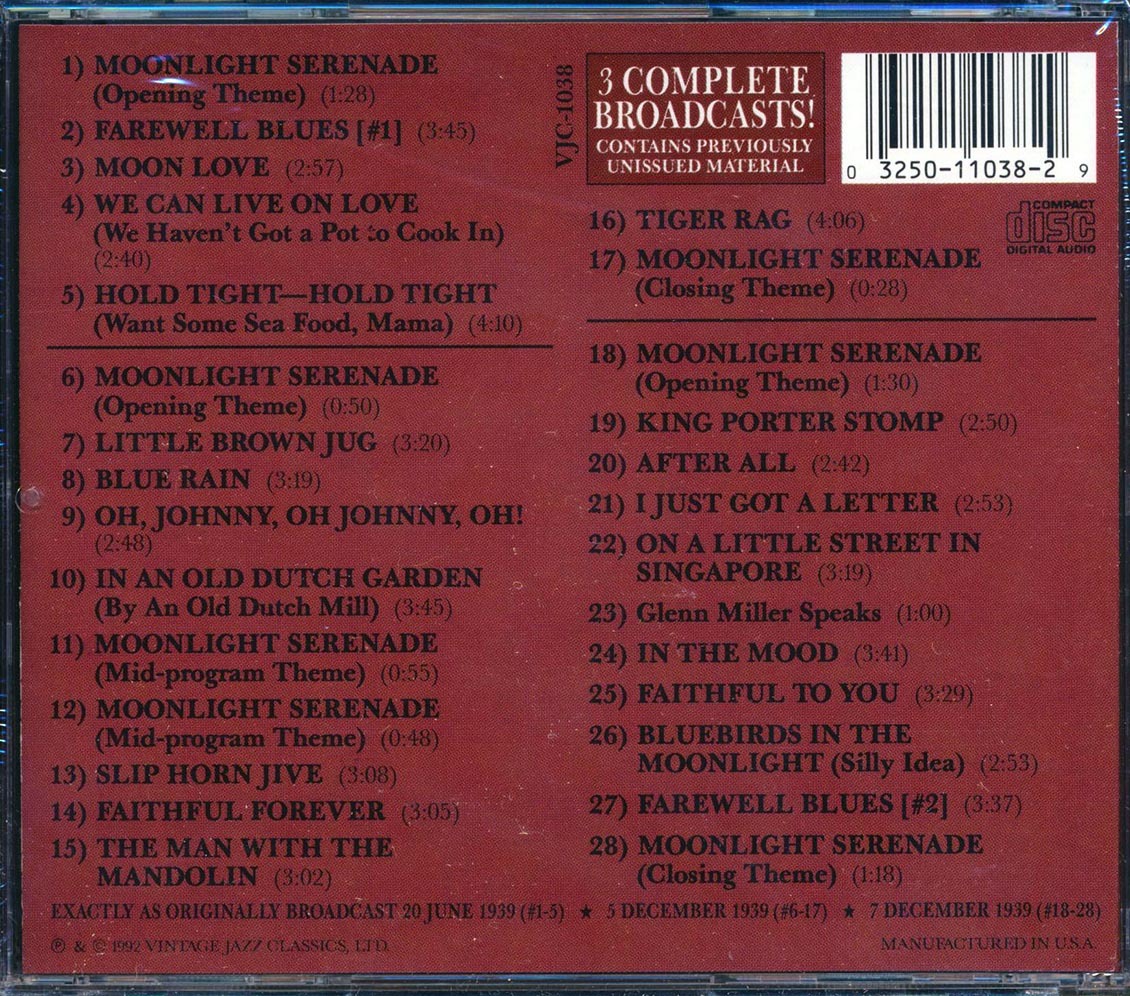 1) MOONLIGHT SERENADE
(Opening Theme) (1:28)
2) FAREWELL BLUES [#1] (3:45)
3) MOON LOVE (2:57)
4) WE CAN LIVE ON LOVE
(We Haven't Got a Pot to Cook In)
(2:40)
5) HOLD TIGHT—HOLD TIGHT
(Want Some Sea Food, Mama) (4:10)
6) MOONLIGHT SERENADE
(Opening Theme) (0:50)
7) LITTLE BROWN JUG (3:20)
8) BLUE RAIN (3:19)
9) OH, JOHNNY, OH JOHNNY, OH!
(2:48)
10) IN AN OLD DUTCH GARDEN
(By An Old Dutch Mill) (3:45)
11) MOONLIGHT SERENADE
(Mid-program Theme) (0:55)
12) MOONLIGHT SERENADE
(Mid-program Theme) (0:48)
13) SLIP HORN JIVE (3:08)
14) FAITHFUL FOREVER (3:05)
15) THE MAN WITH THE
MANDOLIN (3:02)
VJC-1038
3 COMPLETE
BROADCASTS!
CONTAINS PREVIOUSLY
UNISSUED MATERIAL
0 3250-11038-2 9
COMPACT
disc
DIGITAL AUDIO
16) TIGER RAG (4:06)
17) MOONLIGHT SERENADE
(Closing Theme) (0:28)
18) MOONLIGHT SERENADE
(Opening Theme) (1:30)
19) KING PORTER STOMP (2:50)
20) AFTER ALL (2:42)
21) I JUST GOT A LETTER (2:53)
22) ON A LITTLE STREET IN
SINGAPORE (3:19)
23) Glenn Miller Speaks (1:00)
24) IN THE MOOD (3:41)
25) FAITHFUL TO YOU (3:29)
26) BLUEBIRDS IN THE
MOONLIGHT (Silly Idea) (2:53)
27) FAREWELL BLUES [#2] (3:37)
28) MOONLIGHT SERENADE
(Closing Theme) (1:18)
EXACTLY AS ORIGINALLY BROADCAST 20 JUNE 1939 (#1-5) ★ 5 DECEMBER 1939 (#6-17) ★ 7 DECEMBER 1939 (#18-28)
℗ & © 1992 VINTAGE JAZZ CLASSICS, LTD.
MANUFACTURED IN U.S.A.